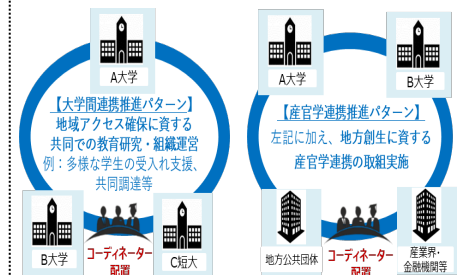 A大学
【大学間連携推進パターン】
地域アクセス確保に資する
共同での教育研究・組織運営
例：多様な学生の受入れ支援、
共同調達等
B大学
コーディネーター
配置
C短大
A大学
B大学
【産官学連携推進パターン】
左記に加え、地方創生に資する
産官学連携の取組実施
地方公共団体
コーディネーター
配置
産業界・
金融機関等